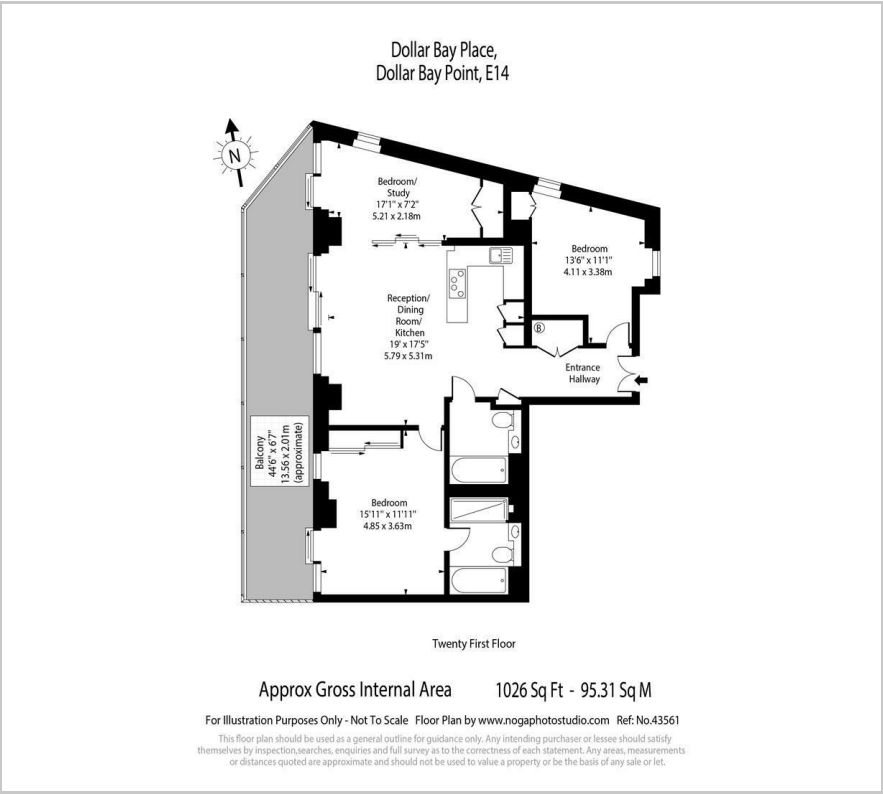 Dollar Bay Place,
Dollar Bay Point, E14
N
Bedroom/
Study
17'1" x 7'2"
5.21 x 2.18m
Bedroom
13'6" x 11'1"
4.11 x 3.38m
Reception/
Dining
Room/
Kitchen
19' x 17'5"
5.79 x 5.31m
B
Entrance
Hallway
Balcony
44'6" x 6'7"
13.56 x 2.01m
(approximate)
Bedroom
15'11" x 11'11"
4.85 x 3.63m
Twenty First Floor
Approx Gross Internal Area 1026 Sq Ft - 95.31 Sq M
For Illustration Purposes Only - Not To Scale Floor Plan by www.nogaphotostudio.com Ref: No.43561
This floor plan should be used as a general outline for guidance only. Any intending purchaser or lessee should satisfy
themselves by inspection,searches, enquiries and full survey as to the correctness of each statement. Any areas, measurements
or distances quoted are approximate and should not be used to value a property or be the basis of any sale or let.